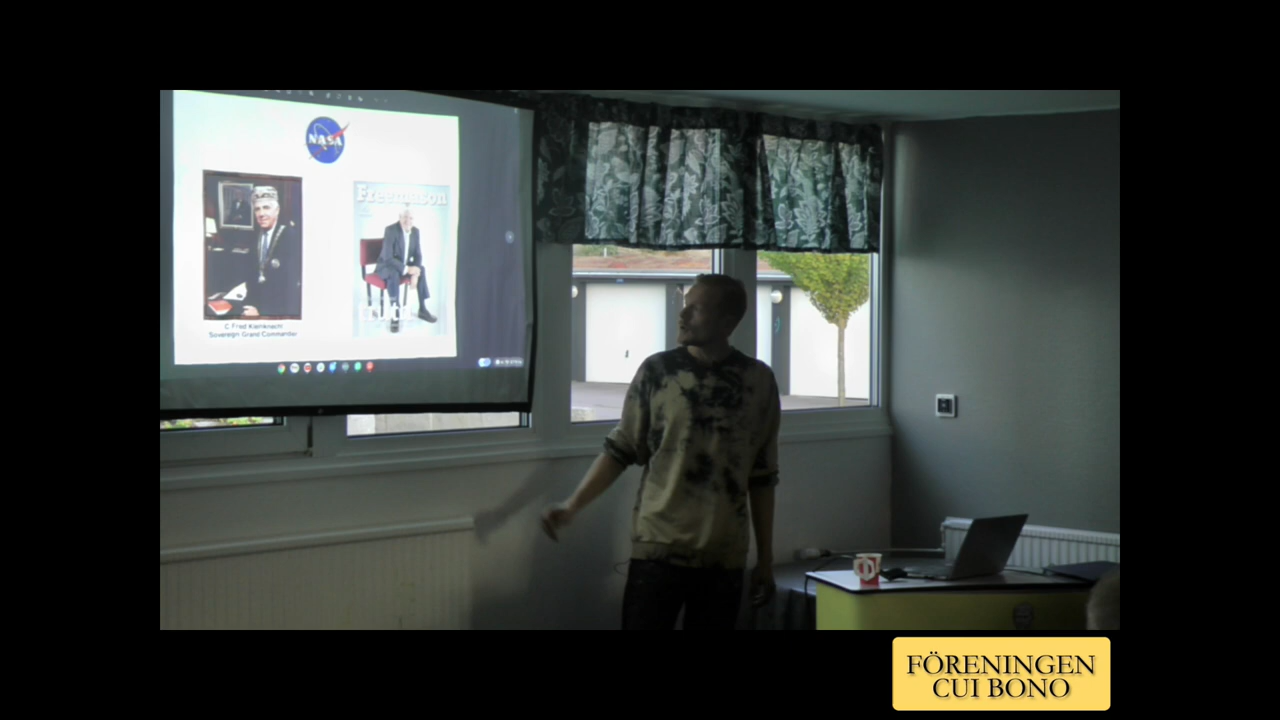 NASA
Freemason
C Fred Kleinknecht
Sovereign Grand Commander
FÖRENINGEN
CUI BONO